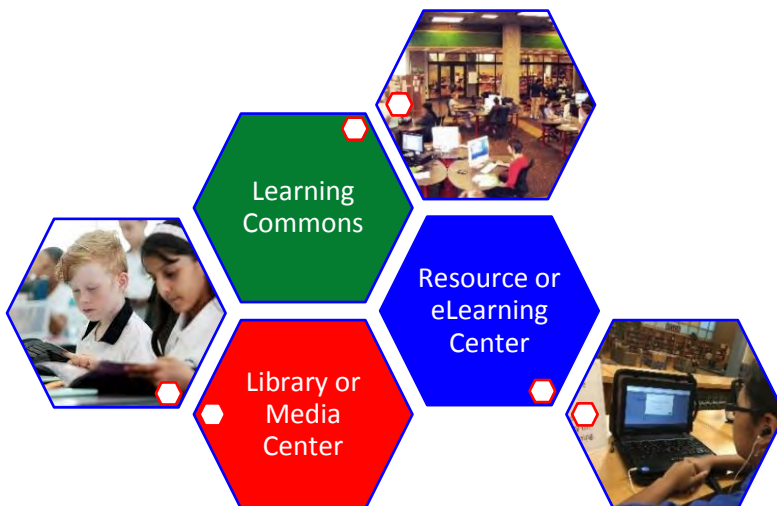 Learning
Commons
Resource or
eLearning
Center
Library or
Media
Center